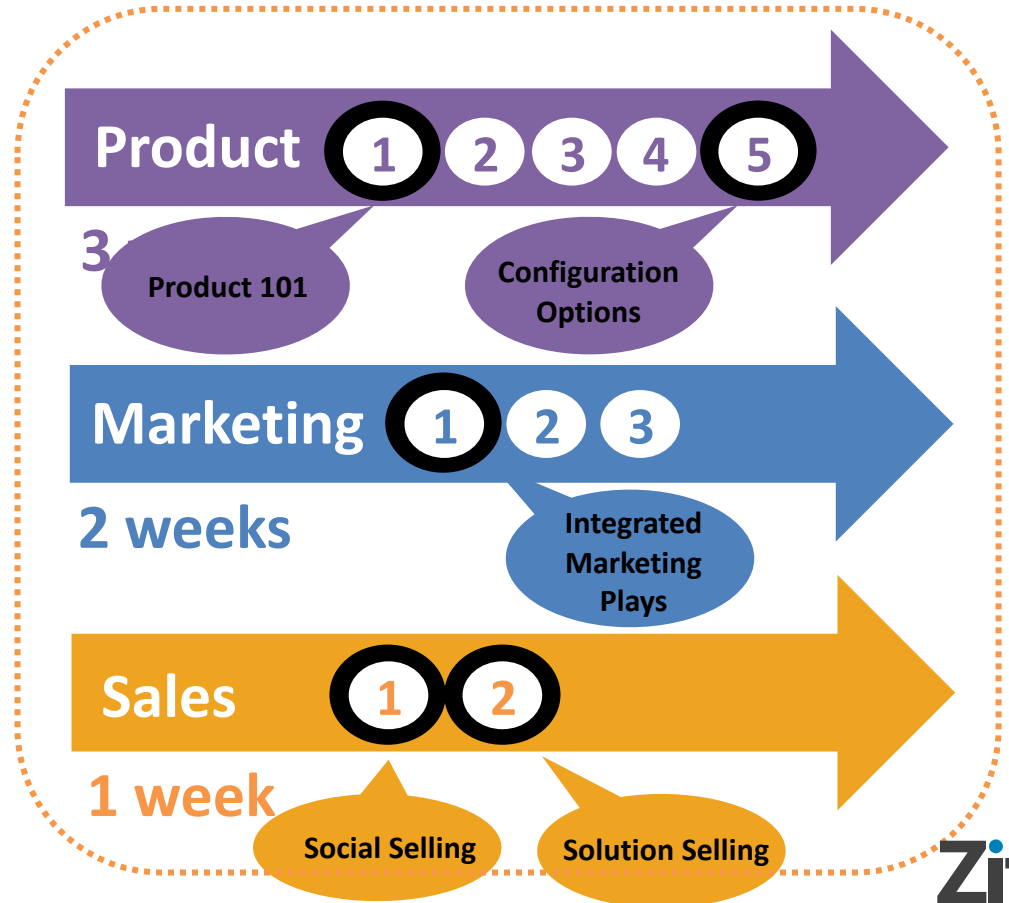 Product 1 2 3 4 5
3
Product 101
Configuration
Options
Marketing 1 2 3
2 weeks
Integrated
Marketing
Plays
Sales 1 2
1 week
Social Selling
Solution Selling